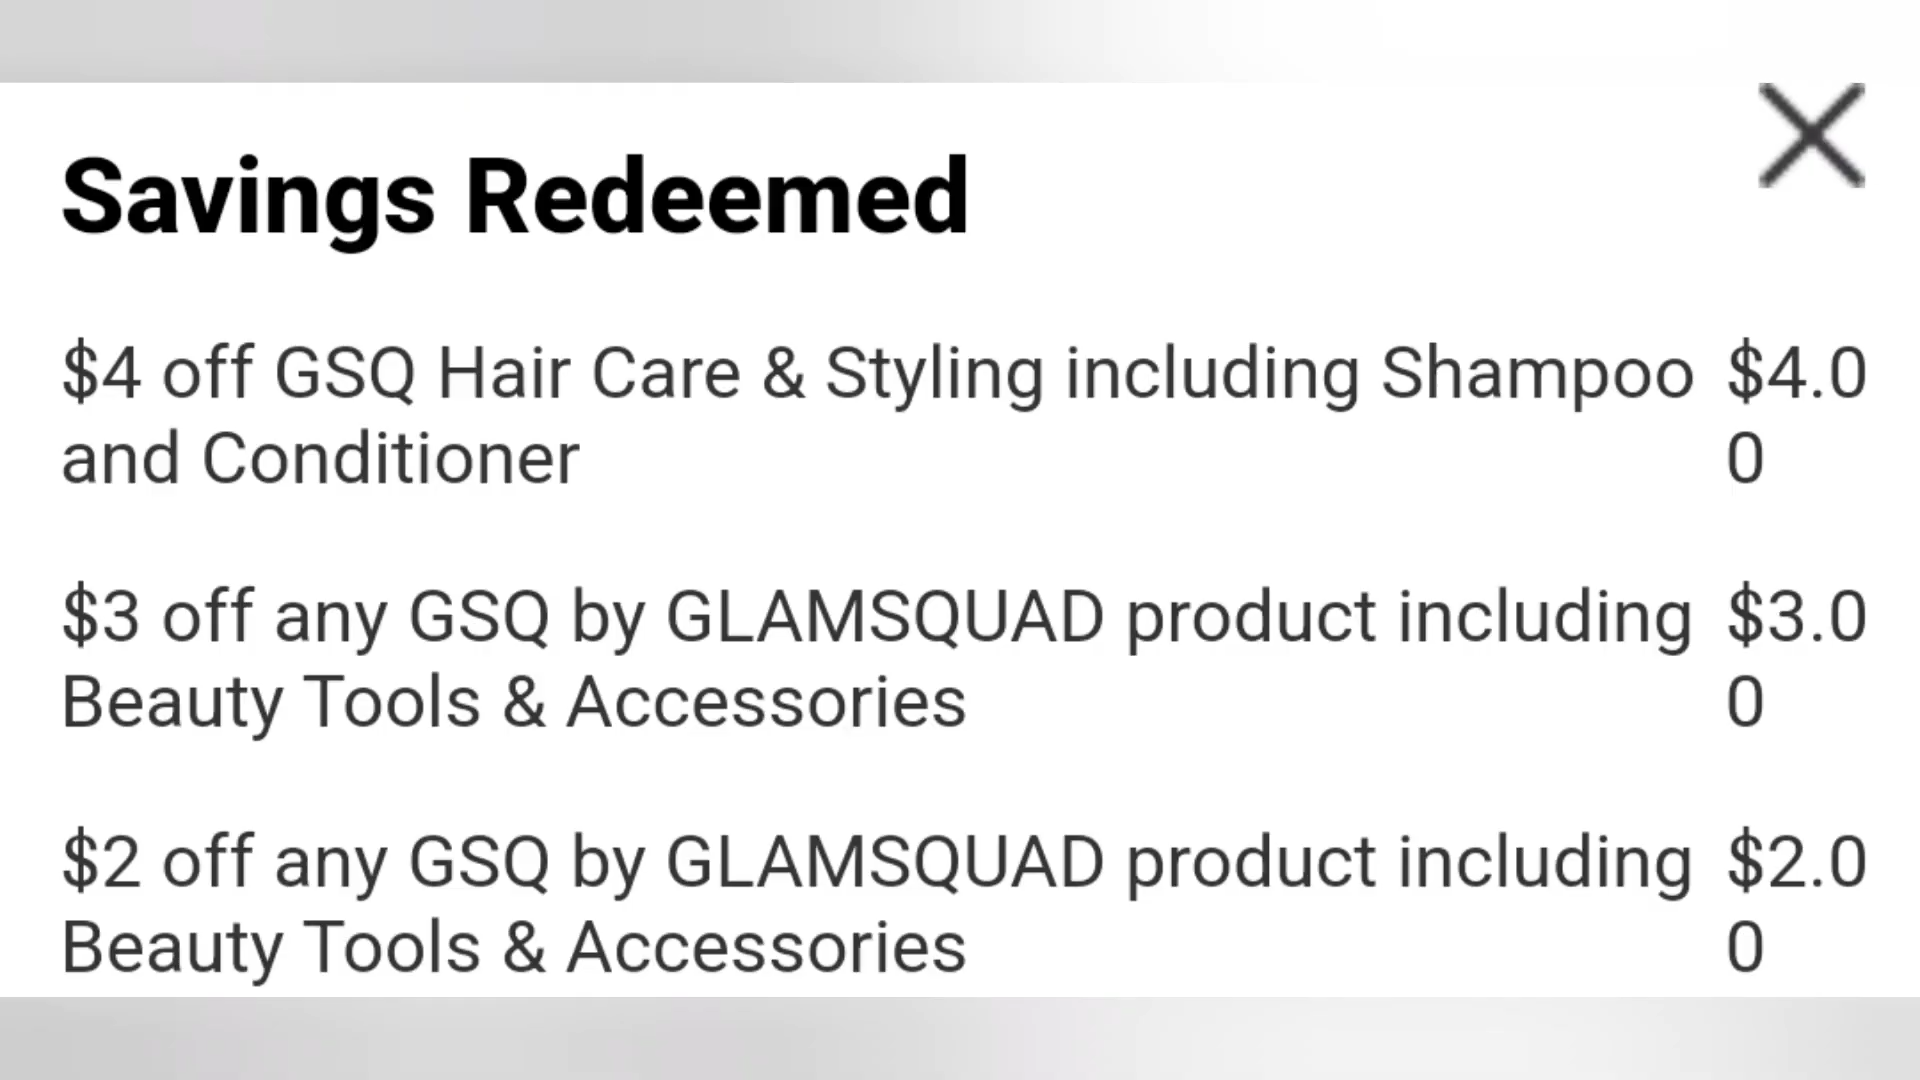 Savings Redeemed
$4 off GSQ Hair Care & Styling including Shampoo $4.0
and Conditioner 0
$3 off any GSQ by GLAMSQUAD product including $3.0
Beauty Tools & Accessories 0
$2 off any GSQ by GLAMSQUAD product including $2.0
Beauty Tools & Accessories 0